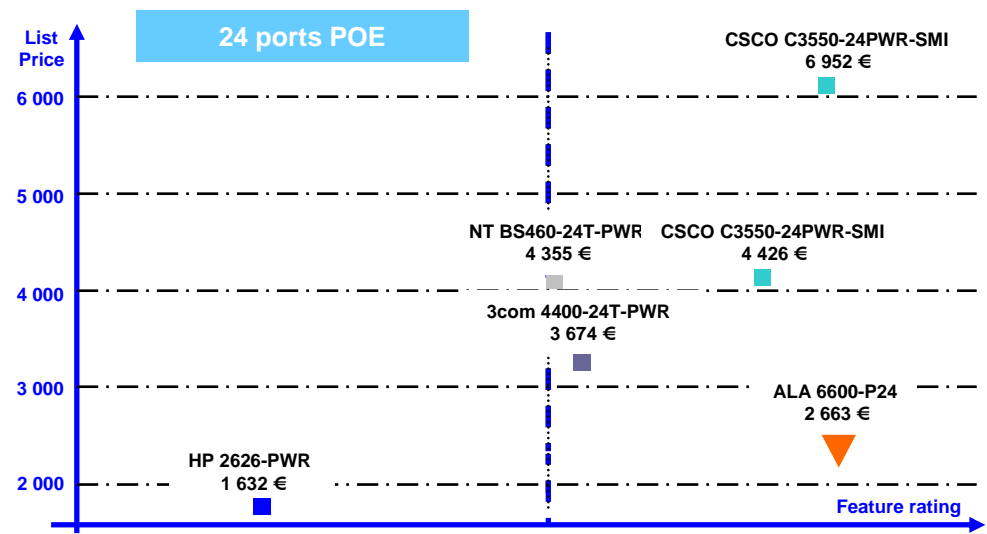 24 ports POE
List
Price
CSCO C3550-24PWR-SMI
6 952 €
6 000
5 000
NT BS460-24T-PWR
4 355 €
CSCO C3550-24PWR-SMI
4 426 €
4 000
3com 4400-24T-PWR
3 674 €
3 000
ALA 6600-P24
2 663 €
HP 2626-PWR
1 632 €
2 000
Feature rating